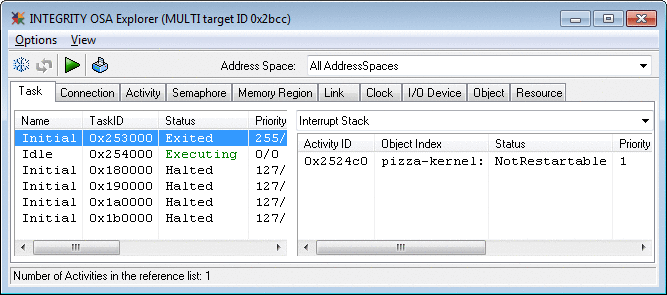 INTEGRITY OSA Explorer (MULTI target ID 0x2bcc)
Options View
Address Space: All AddressSpaces
Task Connection Activity Semaphore Memory Region Link Clock I/O Device Object Resource
Name TaskID Status Priority
Initial 0x253000 Exited 255/
Idle 0x254000 Executing 0/0
Initial 0x180000 Halted 127/
Initial 0x190000 Halted 127/
Initial 0x1a0000 Halted 127/
Initial 0x1b0000 Halted 127/
Interrupt Stack
Activity ID Object Index Status Priority
0x2524c0 pizza-kernel: NotRestartable 1
Number of Activities in the reference list: 1